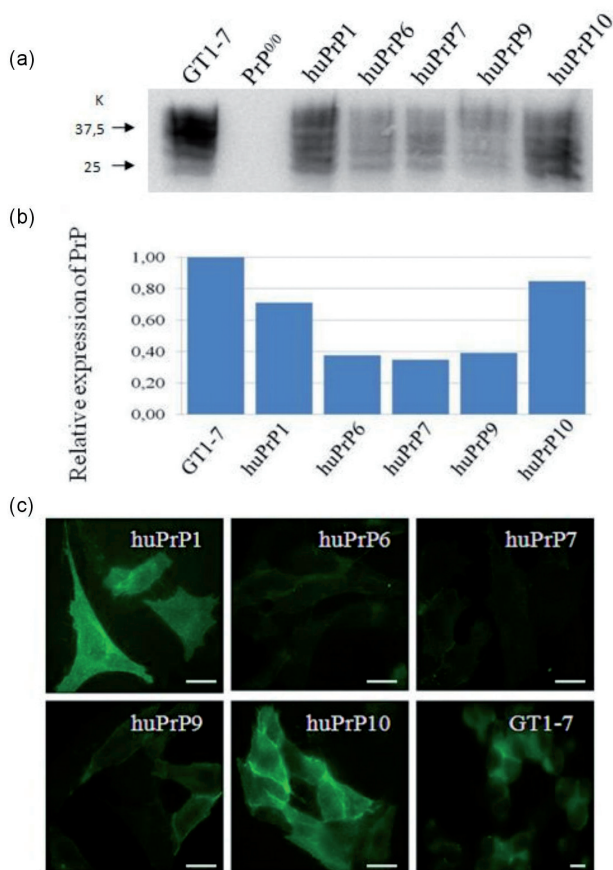 (a)
GT1-7 PrP0/0 huPrP1 huPrP6 huPrP7 huPrP9 huPrP10
K
37,5
25
(b)
Relative expression of PrP
1,00
0,80
0,60
0,40
0,20
0,00
GT1-7 huPrP1 huPrP6 huPrP7 huPrP9 huPrP10
(c)
huPrP1 huPrP6 huPrP7
huPrP9 huPrP10 GT1-7